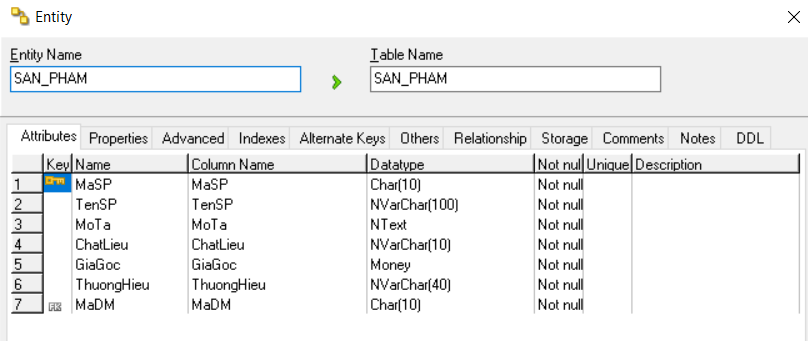 Entity
Entity Name Table Name
SAN_PHAM SAN_PHAM
Attributes Properties Advanced Indexes Alternate Keys Others Relationship Storage Comments Notes DDL
Key Name Column Name Datatype Not nul Unique Description
1 MaSP MaSP Char(10) Not null
2 TenSP TenSP NVarChar(100) Not null
3 MoTa MoTa NText Not null
4 ChatLieu ChatLieu NVarChar(10) Not null
5 GiaGoc GiaGoc Money Not null
6 ThuongHieu ThuongHieu NVarChar(40) Not null
7 FK MaDM MaDM Char(10) Not null